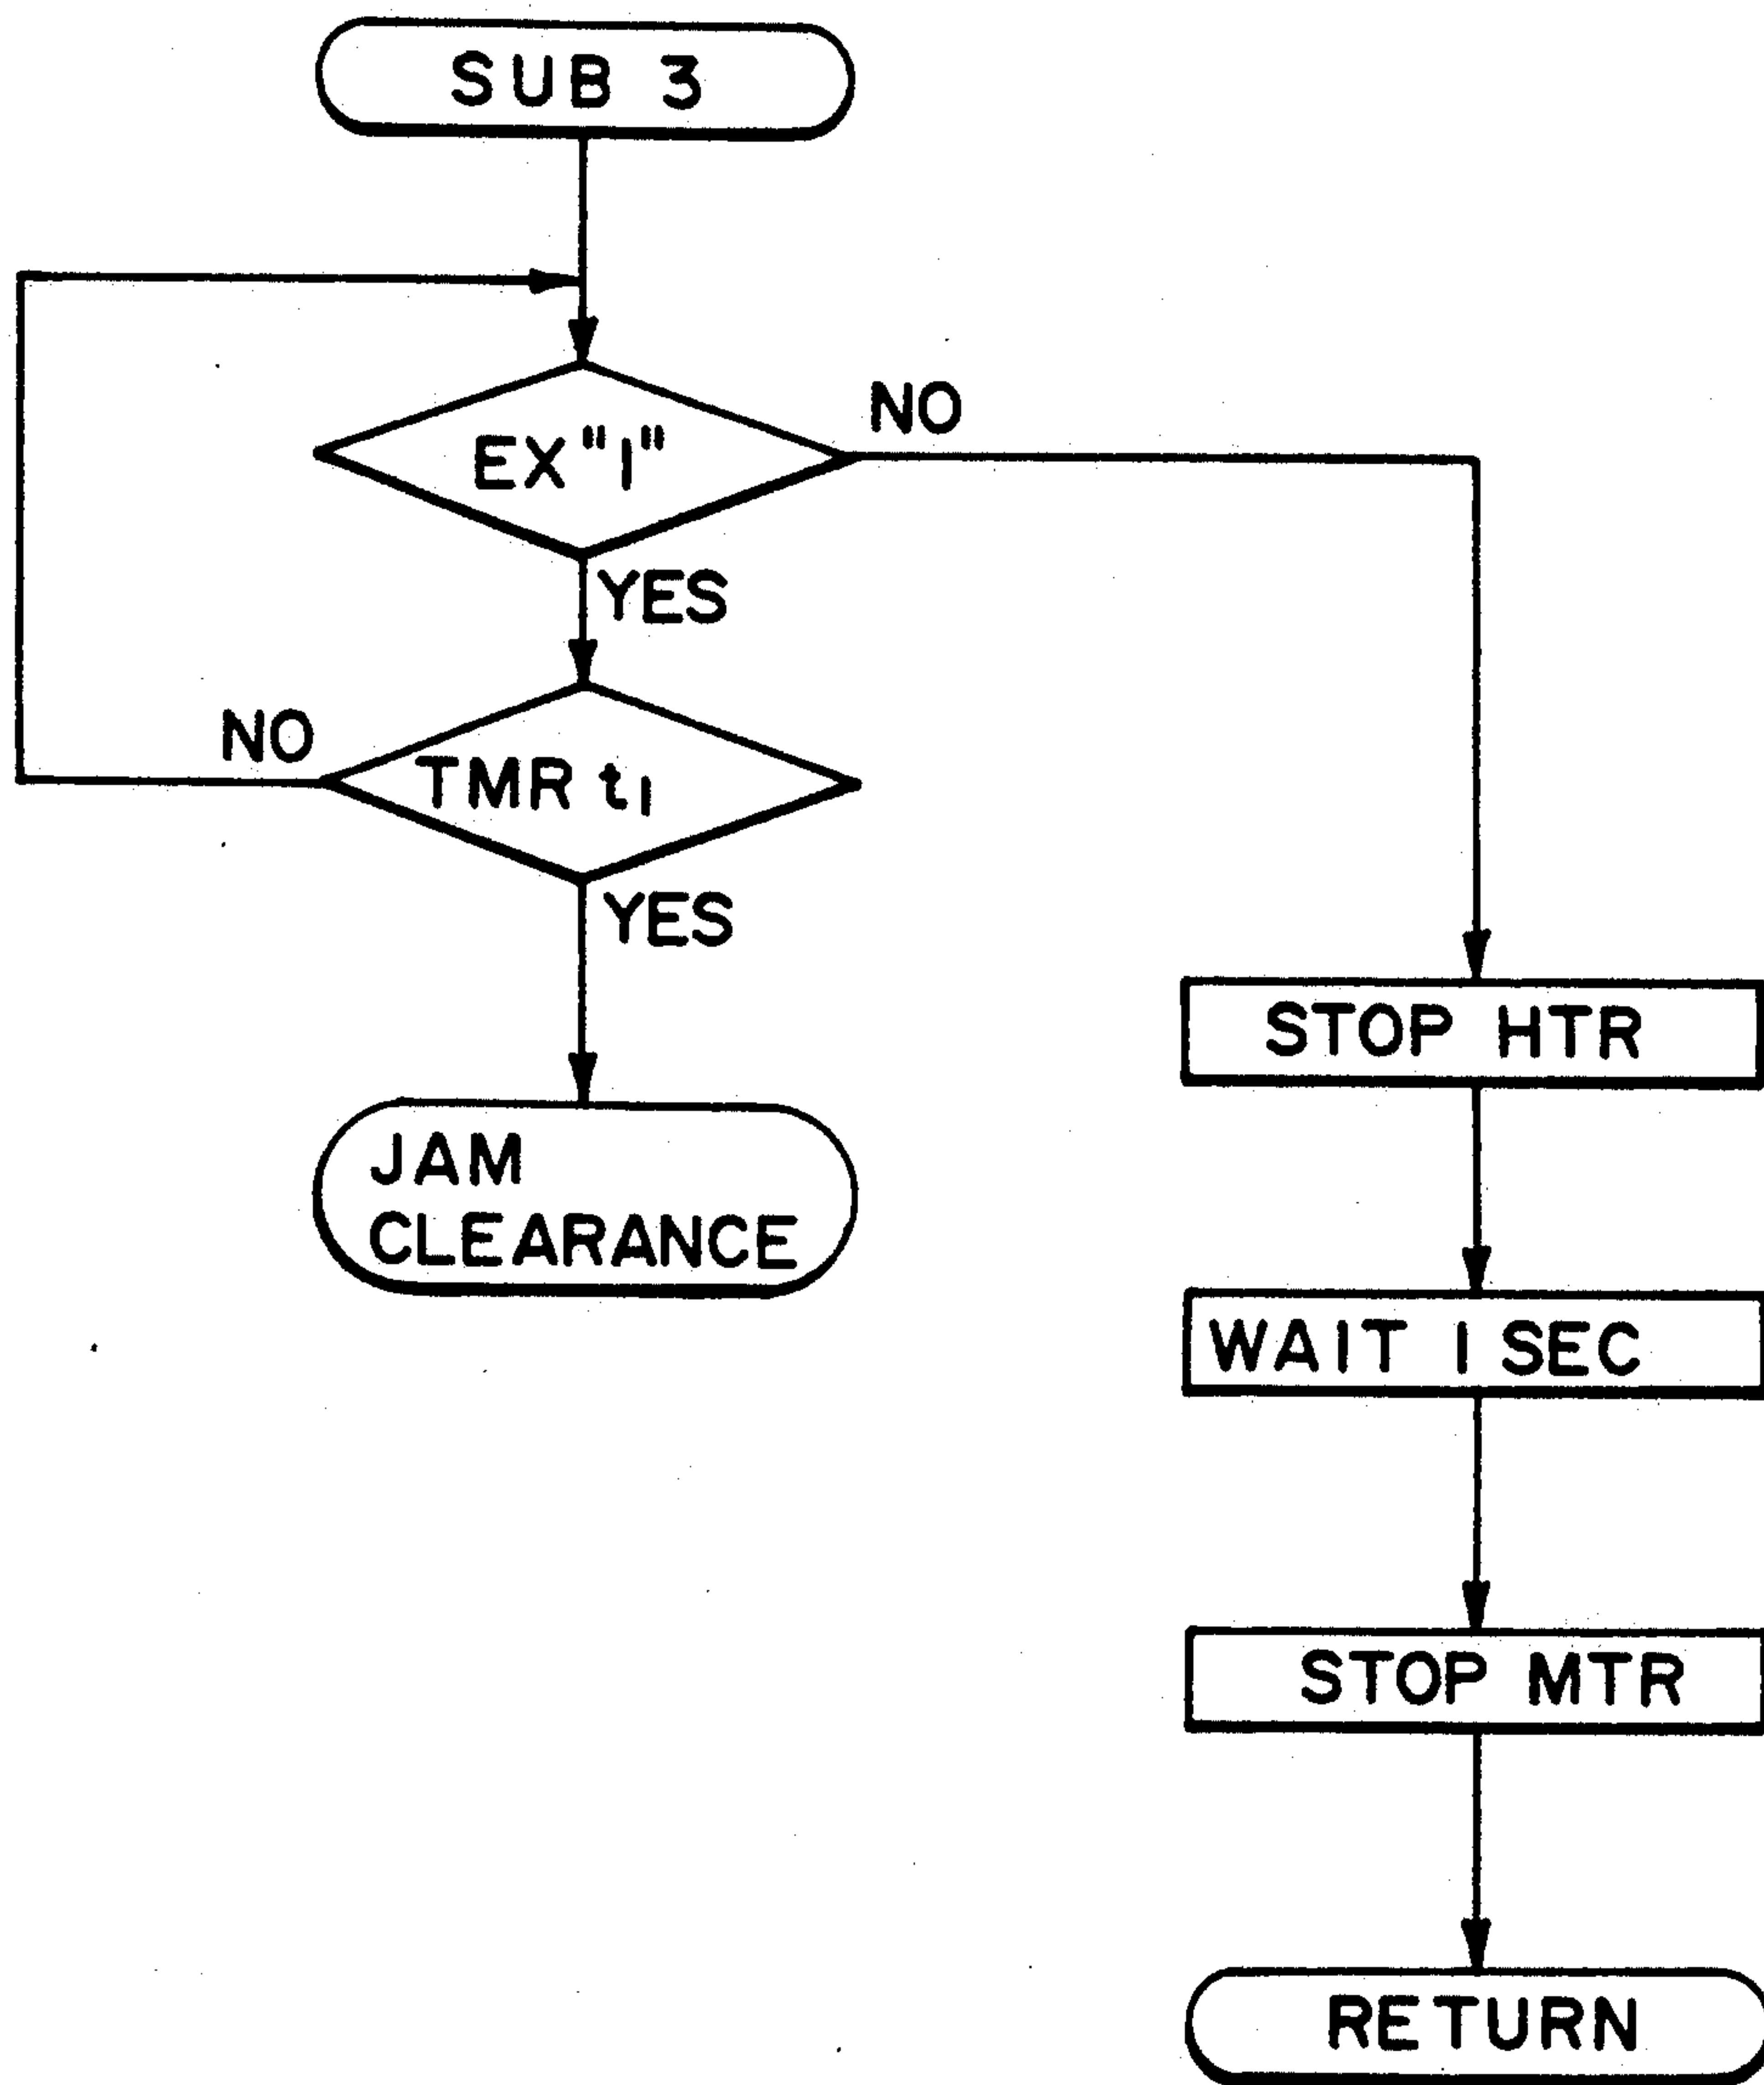 SUB 3
EX"1"
NO
YES
NO
TMR t1
YES
JAM
CLEARANCE
STOP HTR
WAIT 1 SEC
STOP MTR
RETURN